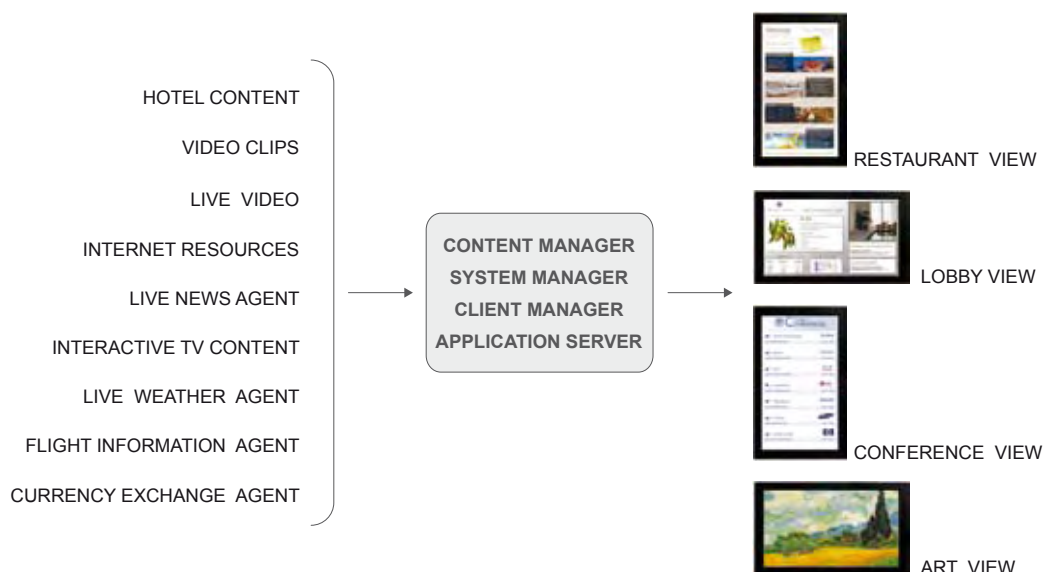 HOTEL CONTENT
VIDEO CLIPS
LIVE VIDEO
INTERNET RESOURCES
LIVE NEWS AGENT
INTERACTIVE TV CONTENT
LIVE WEATHER AGENT
FLIGHT INFORMATION AGENT
CURRENCY EXCHANGE AGENT
CONTENT MANAGER
SYSTEM MANAGER
CLIENT MANAGER
APPLICATION SERVER
RESTAURANT VIEW
LOBBY VIEW
CONFERENCE VIEW
ART VIEW